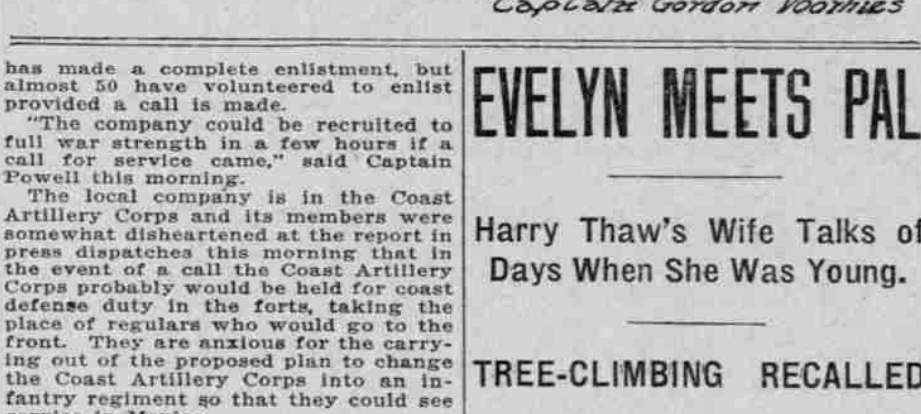 Captain Gordon Voorhies
has made a complete enlistment, but
almost 50 have volunteered to enlist
provided a call is made.
"The company could be recruited to
full war strength in a few hours if a
call for service came," said Captain
Powell this morning.
The local company is in the Coast
Artillery Corps and its members were
somewhat disheartened at the report in
press dispatches this morning that in
the event of a call the Coast Artillery
Corps probably would be held for coast
defense duty in the forts, taking the
place of regulars who would go to the
front. They are anxious for the carry-
ing out of the proposed plan to change
the Coast Artillery Corps into an in-
fantry regiment so that they could see
EVELYN MEETS PAL
Harry Thaw's Wife Talks of
Days When She Was Young.
TREE-CLIMBING RECALLED